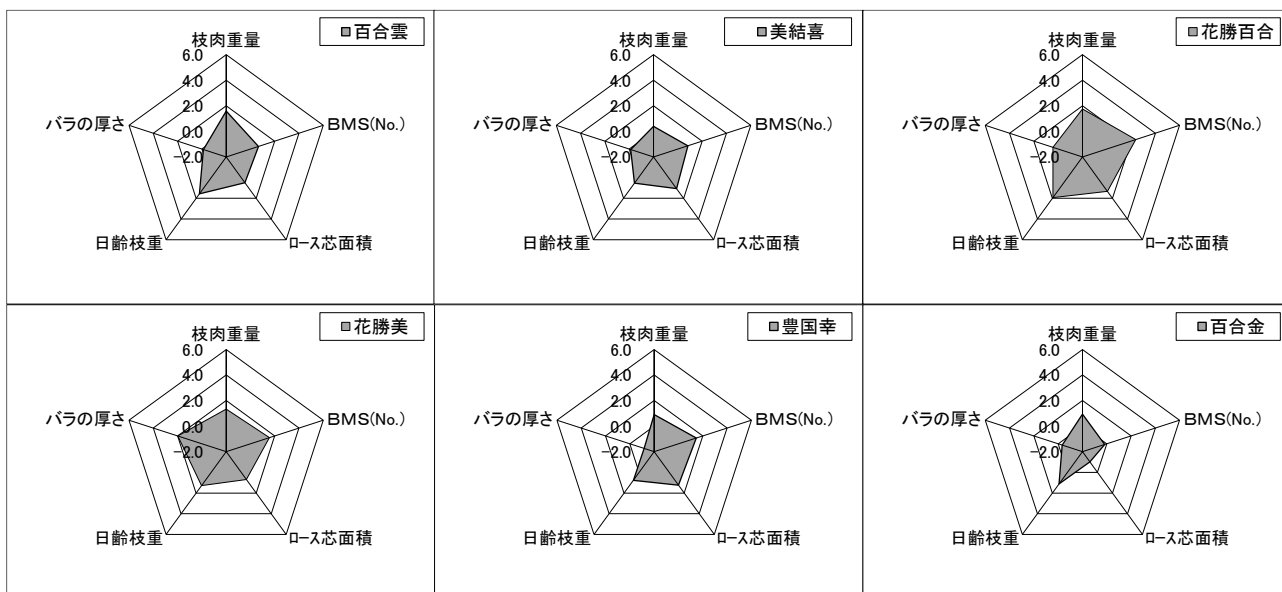 百合雲
枝肉重量
6.0
4.0
2.0
0.0
-2.0
バラの厚さ
BMS(No.)
日齢枝重
ロース芯面積
美結喜
枝肉重量
6.0
4.0
2.0
0.0
-2.0
バラの厚さ
BMS(No.)
日齢枝重
ロース芯面積
花勝百合
枝肉重量
6.0
4.0
2.0
0.0
-2.0
バラの厚さ
BMS(No.)
日齢枝重
ロース芯面積
花勝美
枝肉重量
6.0
4.0
2.0
0.0
-2.0
バラの厚さ
BMS(No.)
日齢枝重
ロース芯面積
豊国幸
枝肉重量
6.0
4.0
2.0
0.0
-2.0
バラの厚さ
BMS(No.)
日齢枝重
ロース芯面積
百合金
枝肉重量
6.0
4.0
2.0
0.0
-2.0
バラの厚さ
BMS(No.)
日齢枝重
ロース芯面積